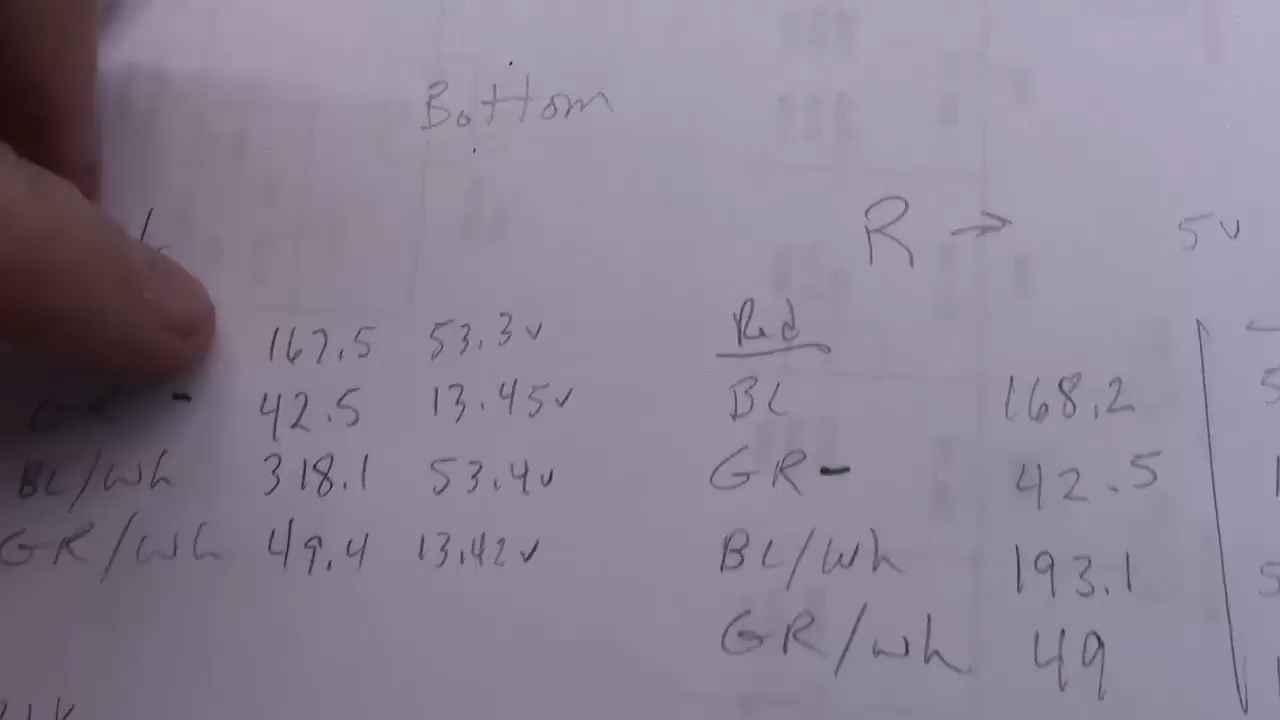 Bottom
R → 5v
167.5 53.3v
GR - 42.5 13.45v
BL/Wh 318.1 53.4v
GR/Wh 49.4 13.42v
Red
BL 168.2
GR - 42.5
BL/Wh 193.1
GR/Wh 49